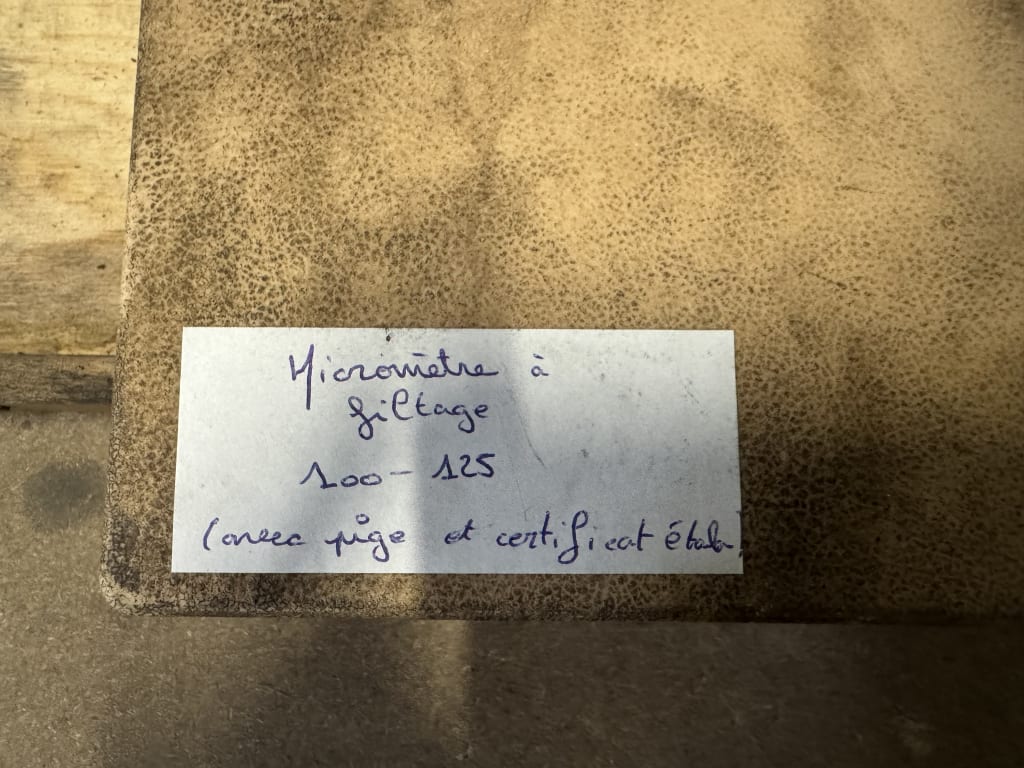 Micromètre à
filtage
100 - 125
(avec pige et certificat étalo.